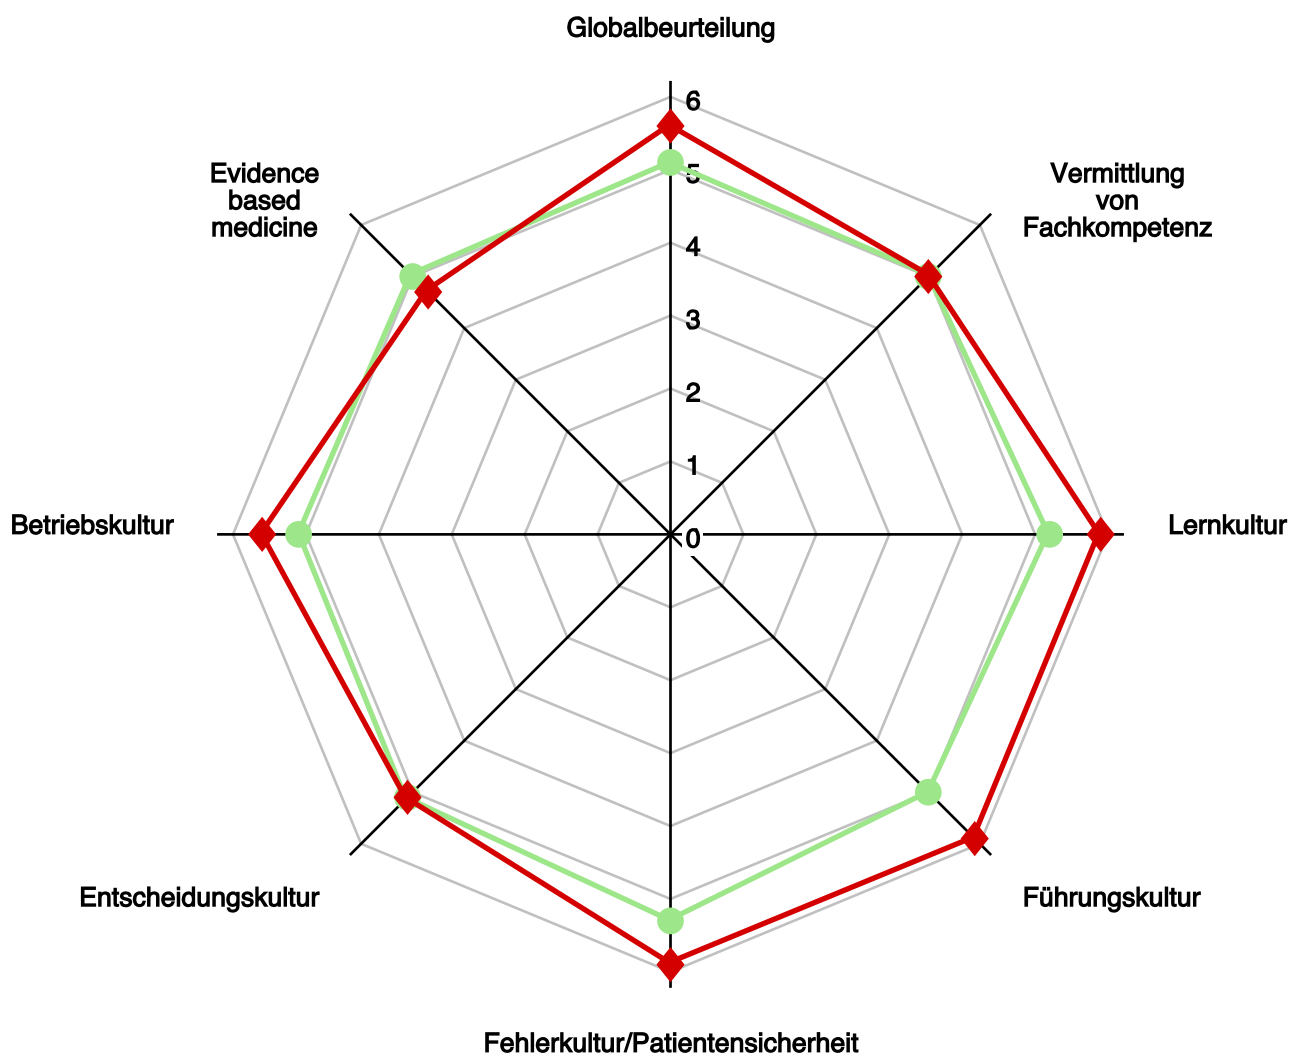 Globalbeurteilung
6
5
4
3
2
1
0
Evidence
based
medicine
Vermittlung
von
Fachkompetenz
Betriebskultur
Lernkultur
Entscheidungskultur
Führungskultur
Fehlerkultur/Patientensicherheit